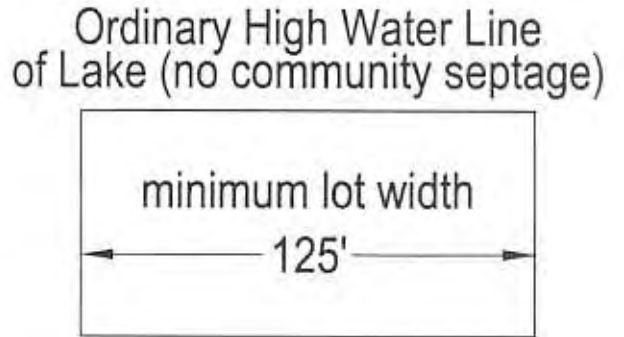 Ordinary High Water Line
of Lake (no community septage)
minimum lot width
125'